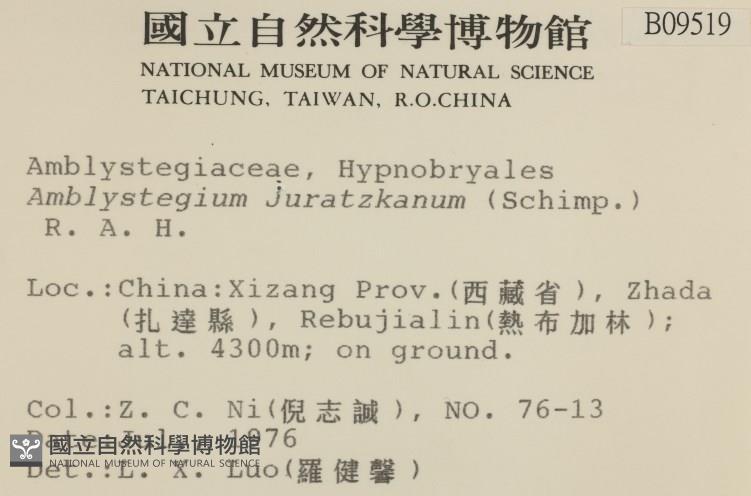 國立自然科學博物館 B09519
NATIONAL MUSEUM OF NATURAL SCIENCE
TAICHUNG, TAIWAN, R.O.CHINA
Amblystegiaceae, Hypnobryales
Amblystegium juratzkanum (Schimp.)
R. A. H.
Loc.:China:Xizang Prov.(西藏省), Zhada
(扎達縣), Rebujialin(熱布加林);
alt. 4300m; on ground.
Col.:Z. C. Ni(倪志誠), NO. 76-13
Date 1976
國立自然科學博物館
NATIONAL MUSEUM OF NATURAL SCIENCE
Det.:L. X. Luo(羅健馨)